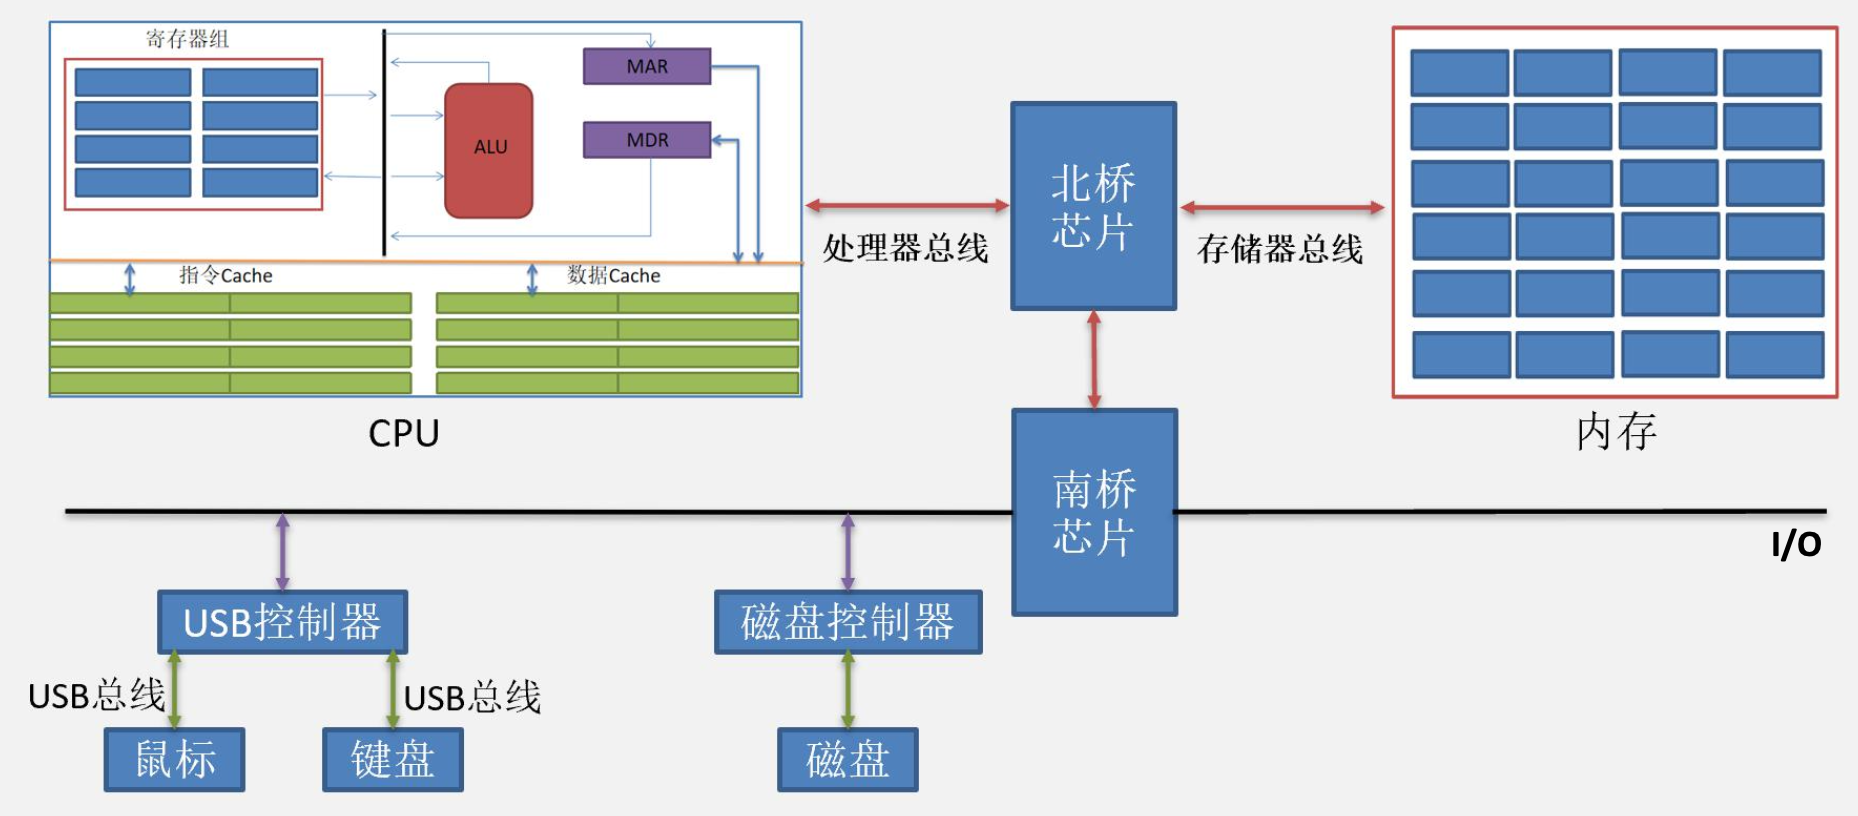 寄存器组
MAR
MDR
ALU
指令Cache
数据Cache
CPU
处理器总线
北桥
芯片
存储器总线
内存
南桥
芯片
I/O
USB控制器
磁盘控制器
USB总线
USB总线
鼠标
键盘
磁盘